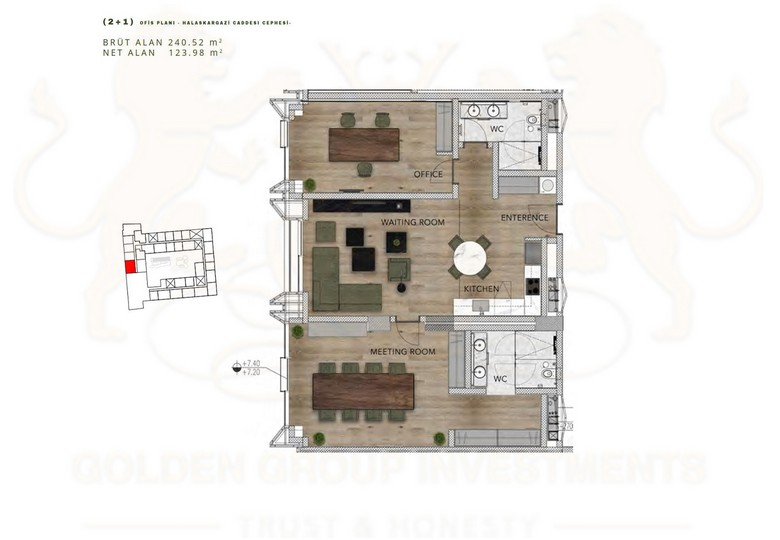 (2+1) OFİS PLANI - HALASKARGAZİ CADDESİ CEPHESİ-
BRÜT ALAN 240.52 m²
NET ALAN 123.98 m²
WC
OFFICE
WAITING ROOM
ENTERENCE
KITCHEN
MEETING ROOM
+7.40
+7.20
WC
GOLDEN GROUP INVESTMENTS
TRUST & HONESTY